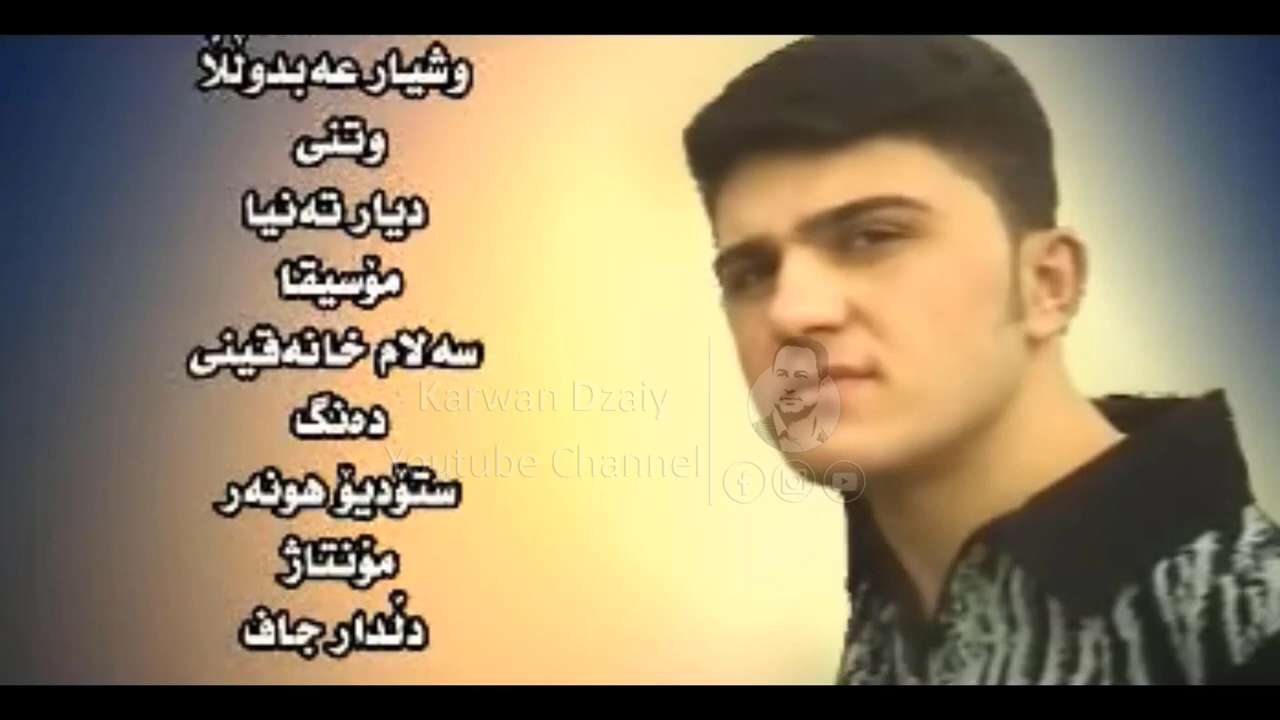 وشیار عەبدوڵڵا
وتنی
دیار تەنیا
مۆسیقا
سەلام خانەقینی
دەنگ
ستۆدیۆ هونەر
مۆنتاژ
دڵدار جاف
Karwan Dzaiy
Youtube Channel